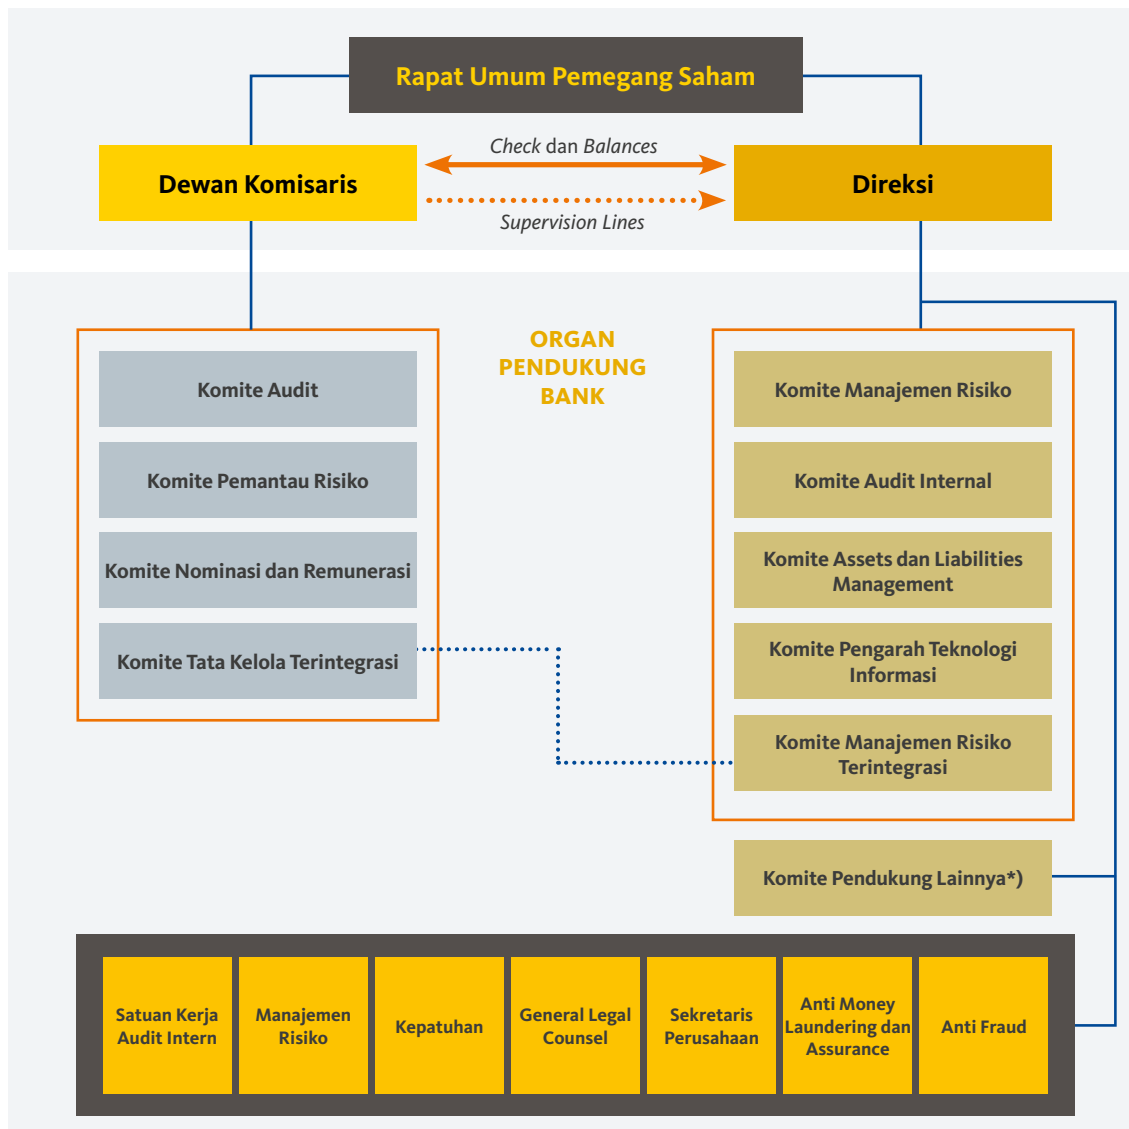 Rapat Umum Pemegang Saham
Check dan Balances
Dewan Komisaris
Direksi
Supervision Lines
ORGAN
PENDUKUNG
BANK
Komite Audit
Komite Pemantau Risiko
Komite Nominasi dan Remunerasi
Komite Tata Kelola Terintegrasi
Komite Manajemen Risiko
Komite Audit Internal
Komite Assets dan Liabilities
Management
Komite Pengarah Teknologi
Informasi
Komite Manajemen Risiko
Terintegrasi
Komite Pendukung Lainnya*)
Satuan Kerja
Audit Intern
Manajemen
Risiko
Kepatuhan
General Legal
Counsel
Sekretaris
Perusahaan
Anti Money
Laundering dan
Assurance
Anti Fraud